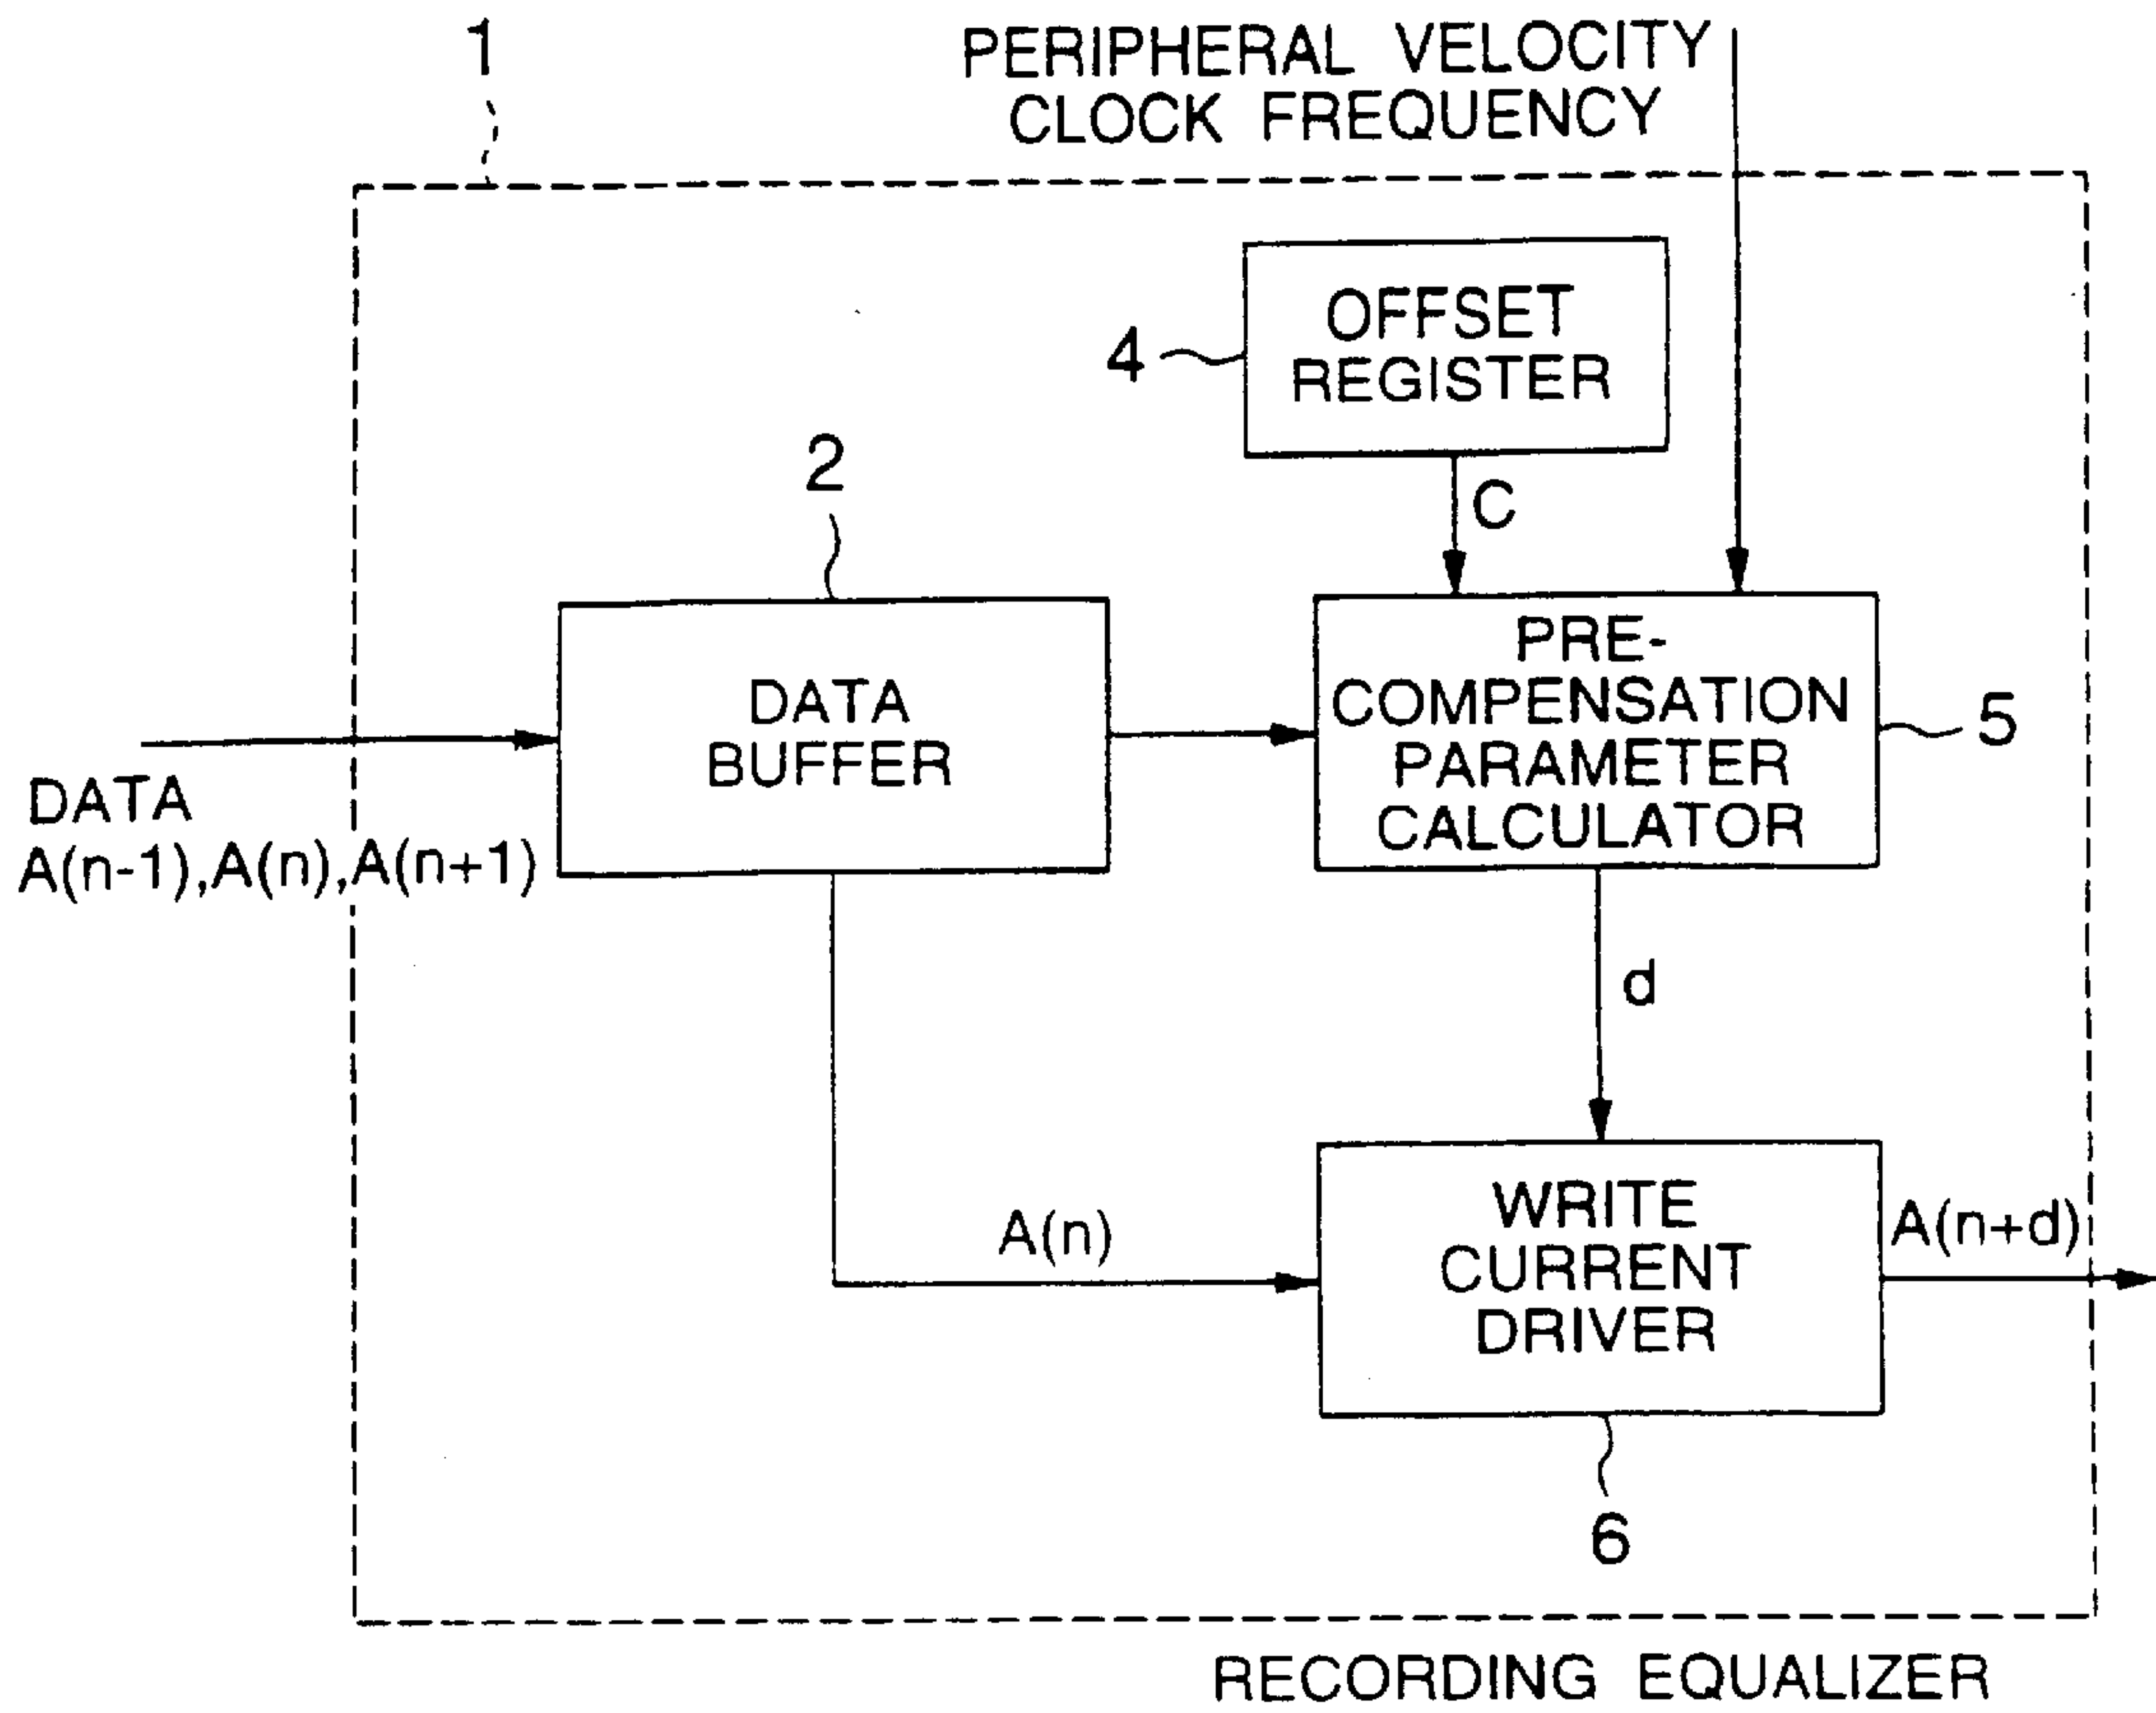 1
PERIPHERAL VELOCITY
CLOCK FREQUENCY
OFFSET
REGISTER
4
C
2
DATA
BUFFER
PRE-
COMPENSATION
PARAMETER
CALCULATOR
5
DATA
A(n-1),A(n),A(n+1)
d
A(n)
WRITE
CURRENT
DRIVER
A(n+d)
6
RECORDING EQUALIZER